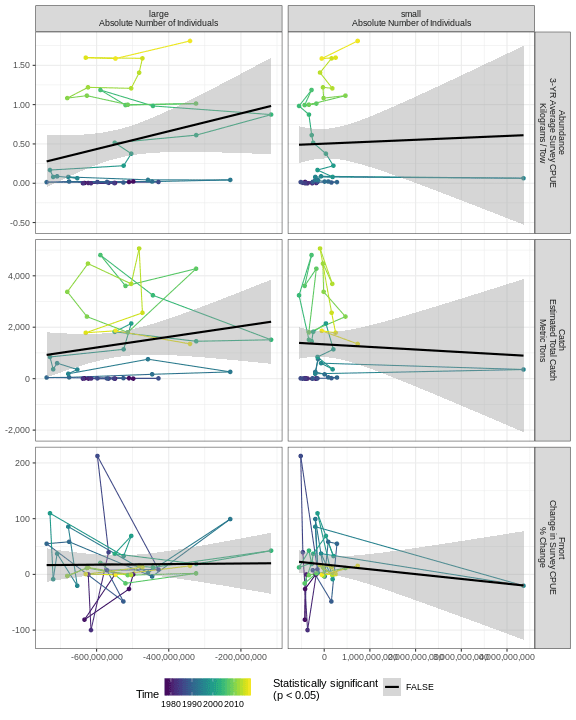 large
Absolute Number of Individuals
small
Absolute Number of Individuals
1.50
1.00
0.50
0.00
-0.50
Abundance
3-YR Average Survey CPUE
Kilograms / Tow
4,000
2,000
0
-2,000
Catch
Estimated Total Catch
Metric Tons
200
100
0
-100
Fmort
Change in Survey CPUE
% Change
-600,000,000
-400,000,000
-200,000,000
0
1,000,000,000
2,000,000,000
3,000,000,000
4,000,000,000
Time
1980 1990 2000 2010
Statistically significant
(p < 0.05)
FALSE